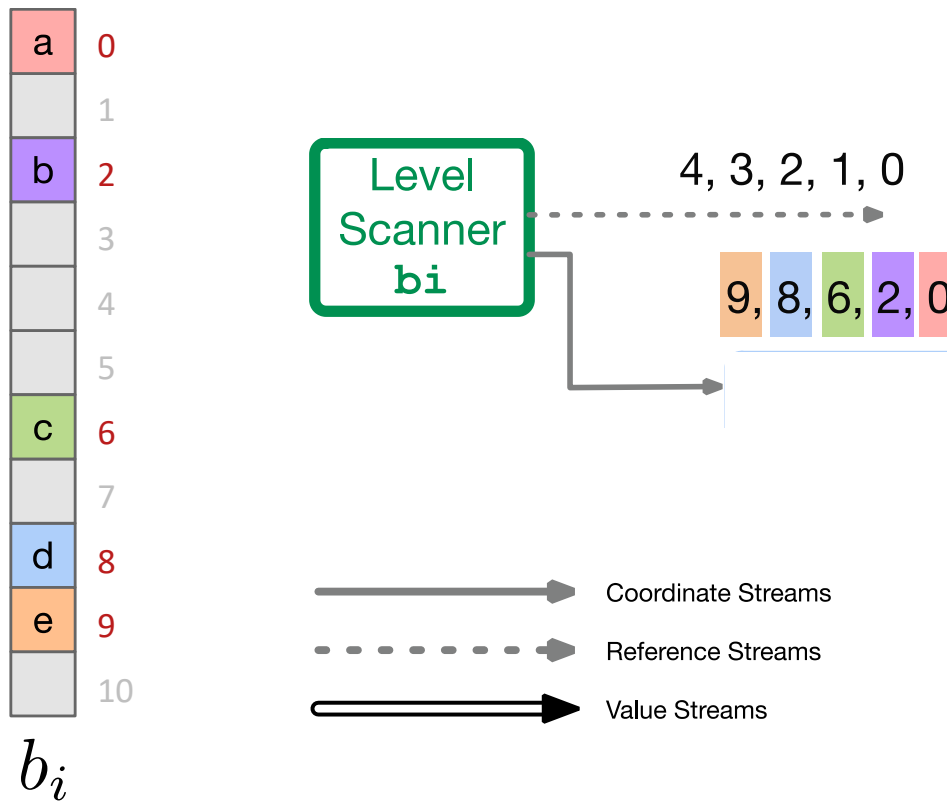 a 0
1
b 2
3
4
5
c 6
7
d 8
e 9
10
b_i
Level
Scanner
bi
4, 3, 2, 1, 0
9, 8, 6, 2, 0
Coordinate Streams
Reference Streams
Value Streams